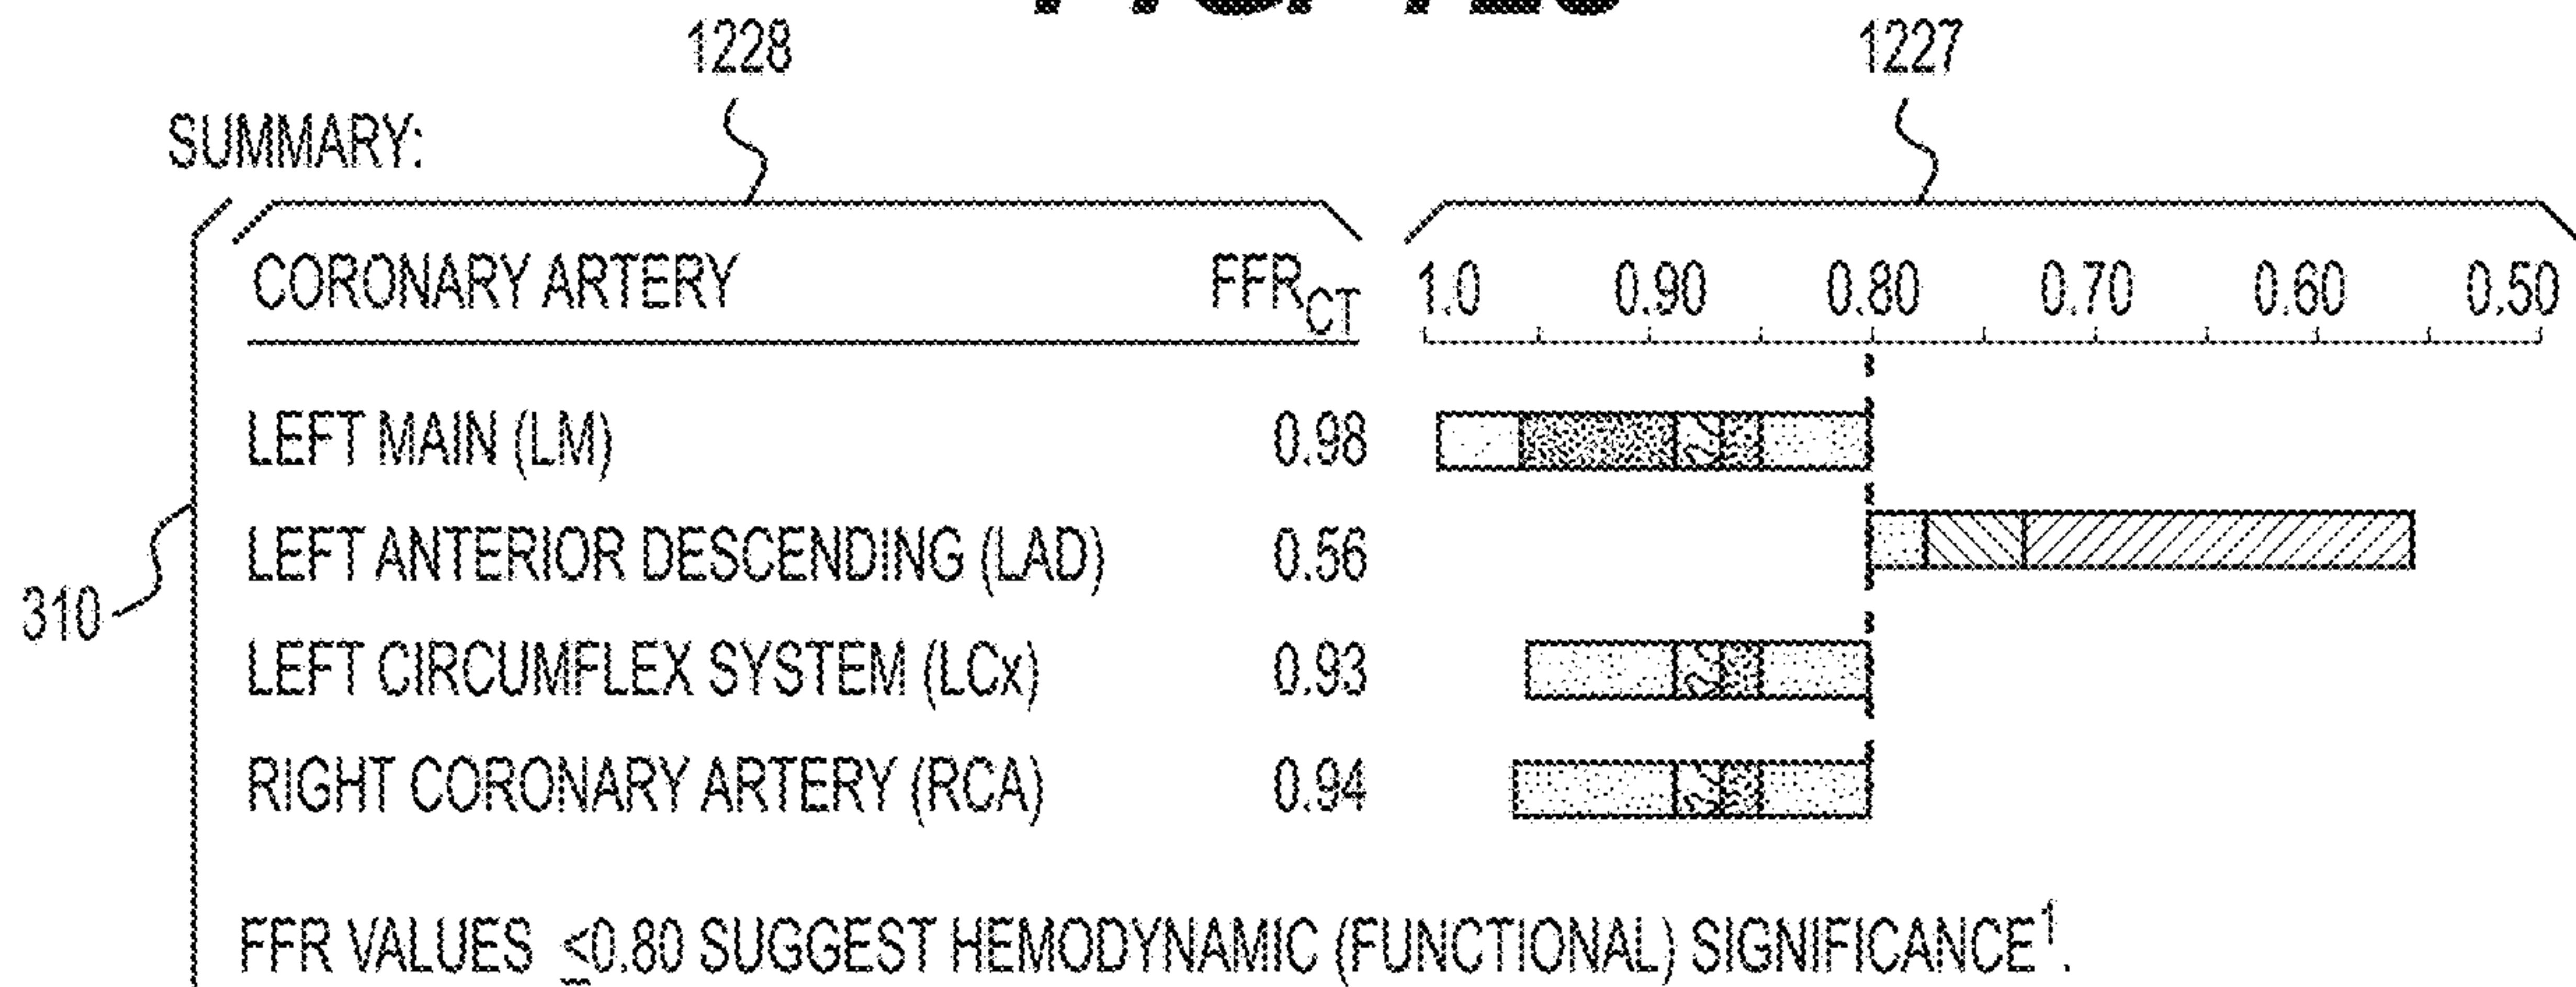 1228 1227
SUMMARY:
CORONARY ARTERY FFRCT 1.0 0.90 0.80 0.70 0.60 0.50
LEFT MAIN (LM) 0.98
LEFT ANTERIOR DESCENDING (LAD) 0.56
310
LEFT CIRCUMFLEX SYSTEM (LCx) 0.93
RIGHT CORONARY ARTERY (RCA) 0.94
FFR VALUES ≤0.80 SUGGEST HEMODYNAMIC (FUNCTIONAL) SIGNIFICANCE¹.